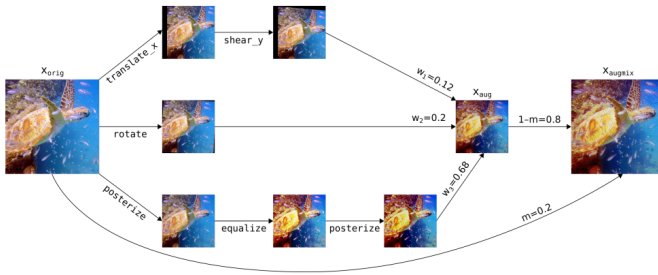 x_orig
translate_x
shear_y
w₁=0.12
rotate
w₂=0.2
x_aug
1–m=0.8
x_augmix
posterize
equalize
posterize
w₃=0.68
m=0.2